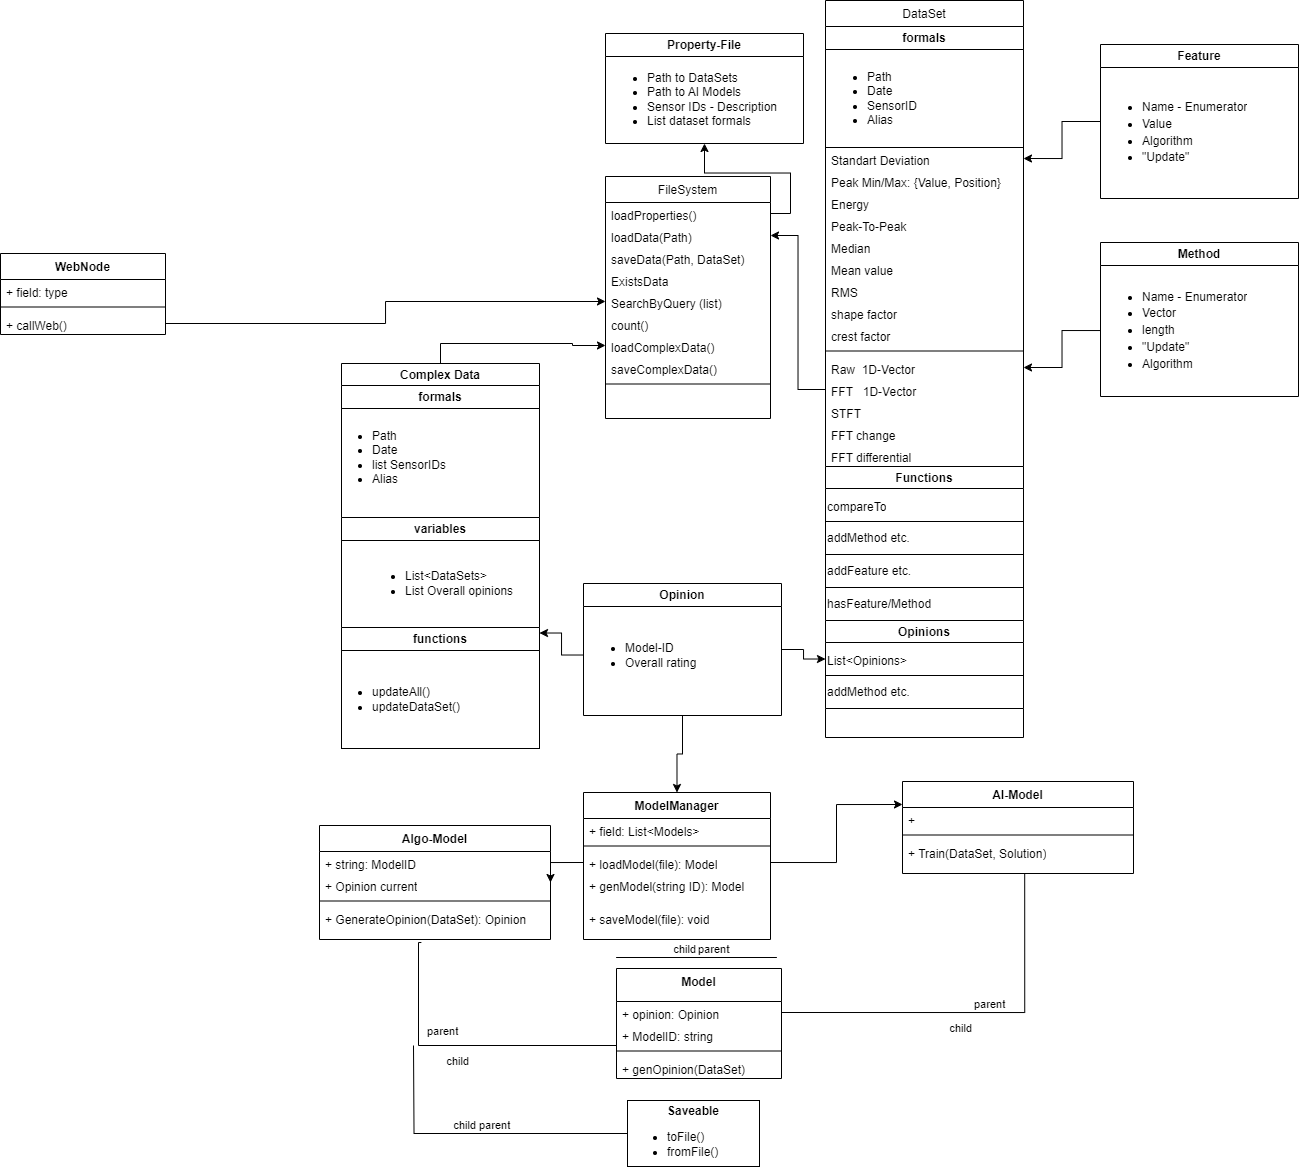 DataSet
formals
Path
Date
SensorID
Alias
Standart Deviation
Peak Min/Max: {Value, Position}
Energy
Peak-To-Peak
Median
Mean value
RMS
shape factor
crest factor
Raw 1D-Vector
FFT 1D-Vector
STFT
FFT change
FFT differential
Functions
compareTo
addMethod etc.
addFeature etc.
hasFeature/Method
Opinions
List<Opinions>
addMethod etc.
Property-File
Path to DataSets
Path to AI Models
Sensor IDs - Description
List dataset formals
Feature
Name - Enumerator
Value
Algorithm
"Update"
FileSystem
loadProperties()
loadData(Path)
saveData(Path, DataSet)
ExistsData
SearchByQuery (list)
count()
loadComplexData()
saveComplexData()
Method
Name - Enumerator
Vector
length
"Update"
Algorithm
WebNode
+ field: type
+ callWeb()
Complex Data
formals
Path
Date
list SensorIDs
Alias
variables
List<DataSets>
List Overall opinions
functions
updateAll()
updateDataSet()
Opinion
Model-ID
Overall rating
ModelManager
+ field: List<Models>
+ loadModel(file): Model
+ genModel(string ID): Model
+ saveModel(file): void
AI-Model
+
+ Train(DataSet, Solution)
Algo-Model
+ string: ModelID
+ Opinion current
+ GenerateOpinion(DataSet): Opinion
child parent
Model
+ opinion: Opinion
+ ModelID: string
+ genOpinion(DataSet)
parent
child
parent
child
child parent
Saveable
toFile()
fromFile()